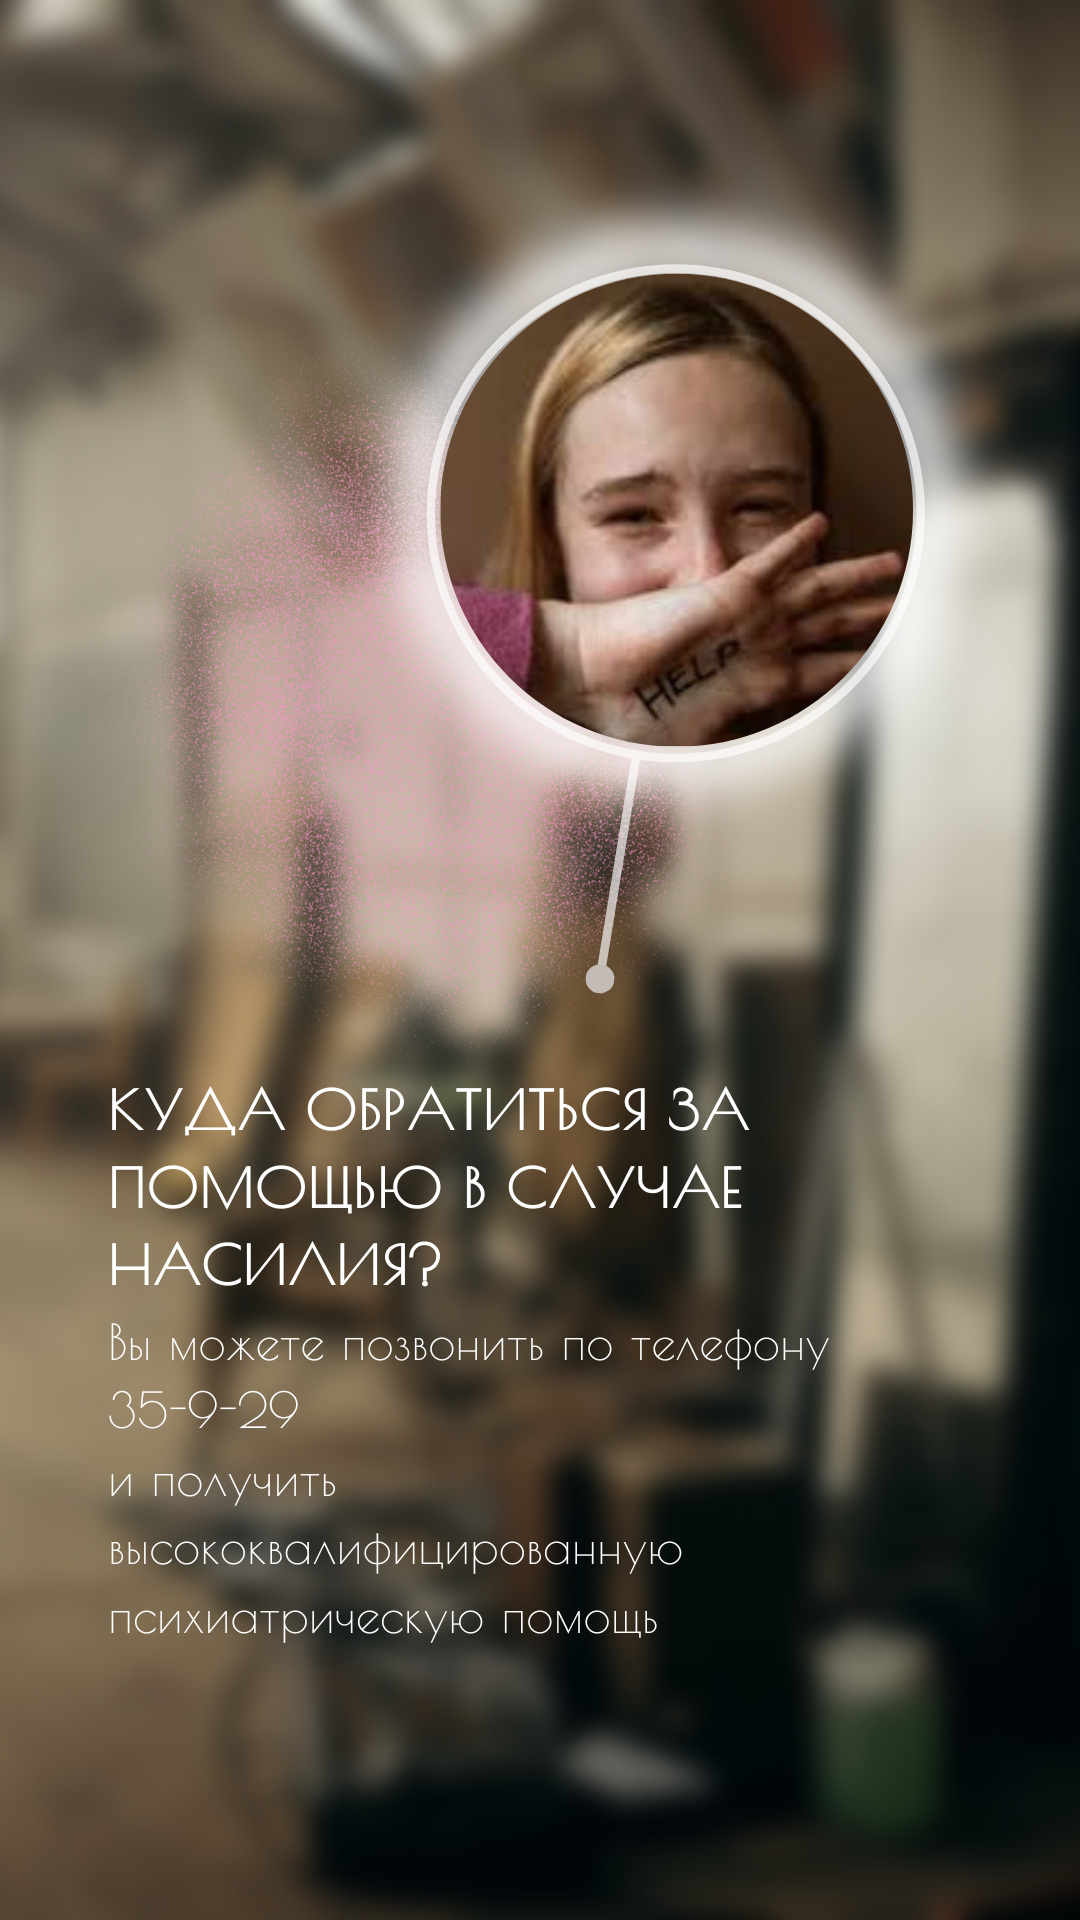 HELP
КУДА ОБРАТИТЬСЯ ЗА
ПОМОЩЬЮ В СЛУЧАЕ
НАСИЛИЯ?
Вы можете позвонить по телефону
35-9-29
и получить
высококвалифицированную
психиатрическую помощь